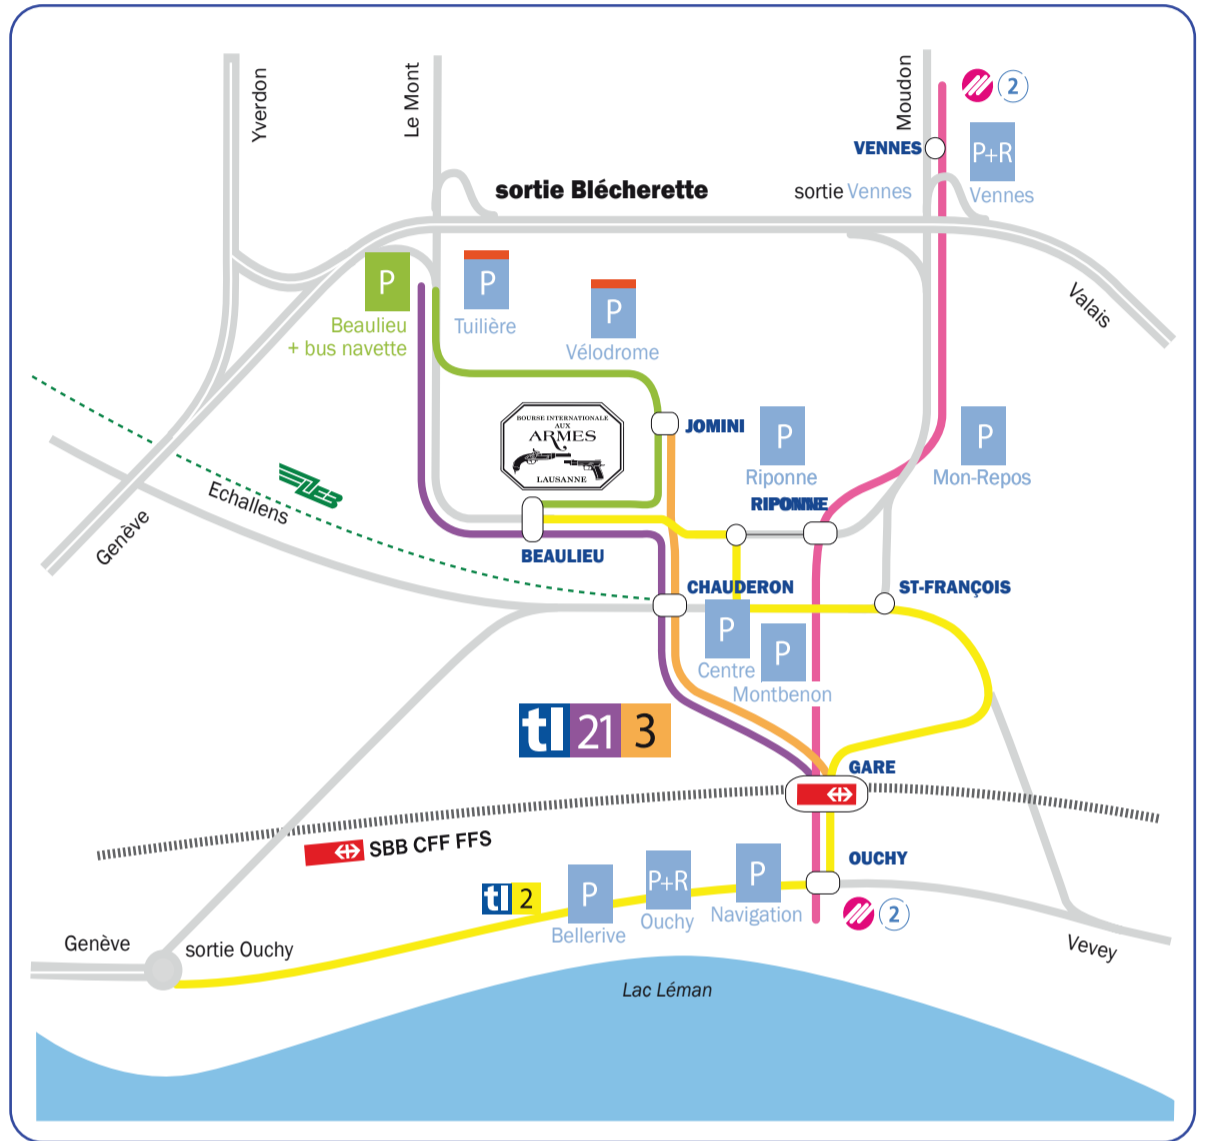 Yverdon
Le Mont
Moudon
2
VENNES
P+R
Vennes
sortie Blécherette
sortie Vennes
Valais
P
Beaulieu
+ bus navette
P
Tuilière
P
Vélodrome
BOURSE INTERNATIONALE
AUX
ARMES
LAUSANNE
JOMINI
P
Riponne
P
Mon-Repos
RIPONNE
LEB
Echallens
Genève
BEAULIEU
CHAUDERON
ST-FRANÇOIS
P
Centre
P
Montbenon
tl 21 3
GARE
SBB CFF FFS
OUCHY
tl 2
P
Bellerive
P+R
Ouchy
P
Navigation
2
Genève
sortie Ouchy
Vevey
Lac Léman